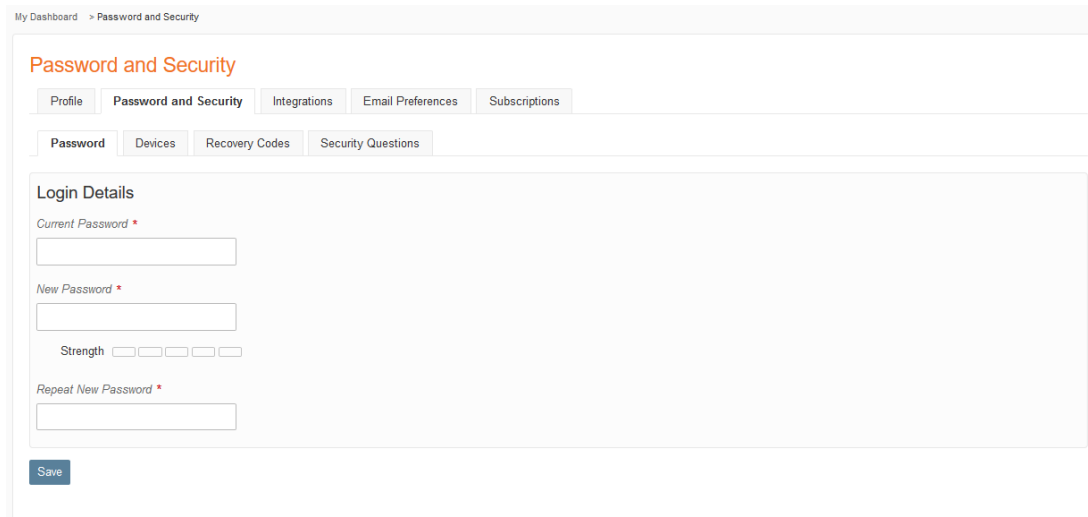 My Dashboard > Password and Security
Password and Security
Profile Password and Security Integrations Email Preferences Subscriptions
Password Devices Recovery Codes Security Questions
Login Details
Current Password *
New Password *
Strength
Repeat New Password *
Save